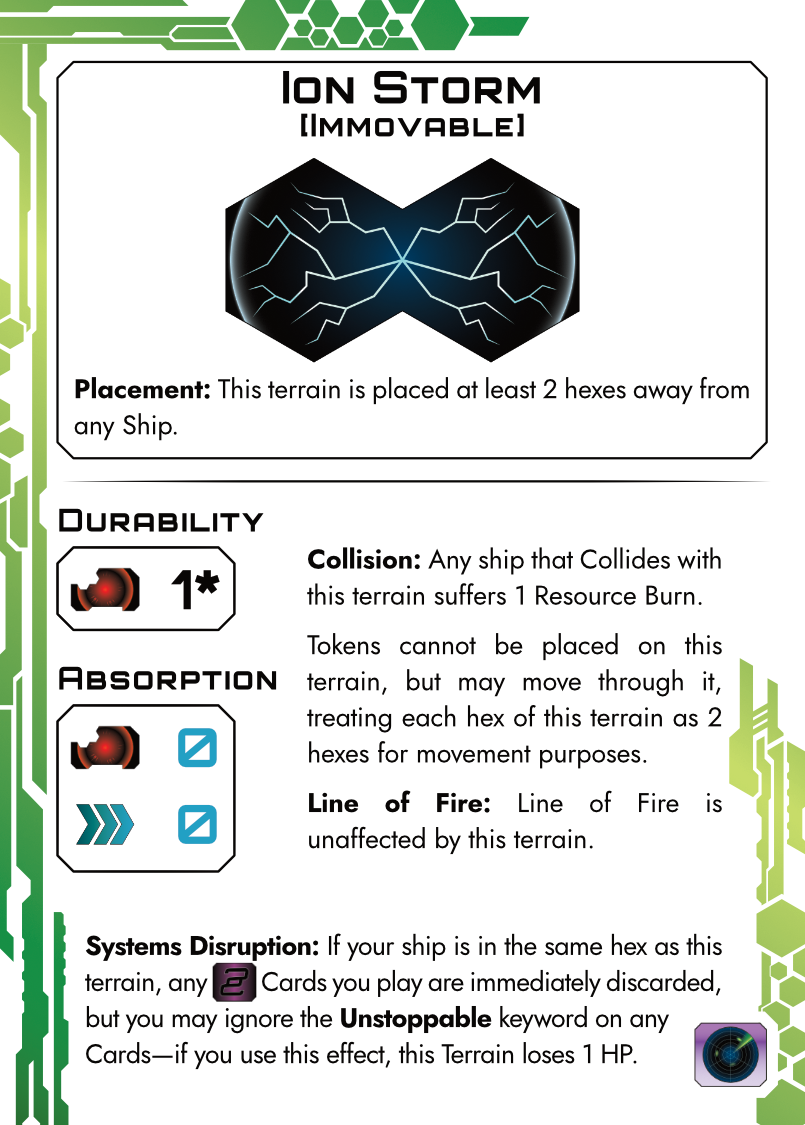 Ion Storm
[Immovable]
Placement: This terrain is placed at least 2 hexes away from
any Ship.
Durability
1*
Absorption
0
0
Collision: Any ship that Collides with
this terrain suffers 1 Resource Burn.
Tokens cannot be placed on this
terrain, but may move through it,
treating each hex of this terrain as 2
hexes for movement purposes.
Line of Fire: Line of Fire is
unaffected by this terrain.
Systems Disruption: If your ship is in the same hex as this
terrain, any 2 Cards you play are immediately discarded,
but you may ignore the Unstoppable keyword on any
Cards—if you use this effect, this Terrain loses 1 HP.